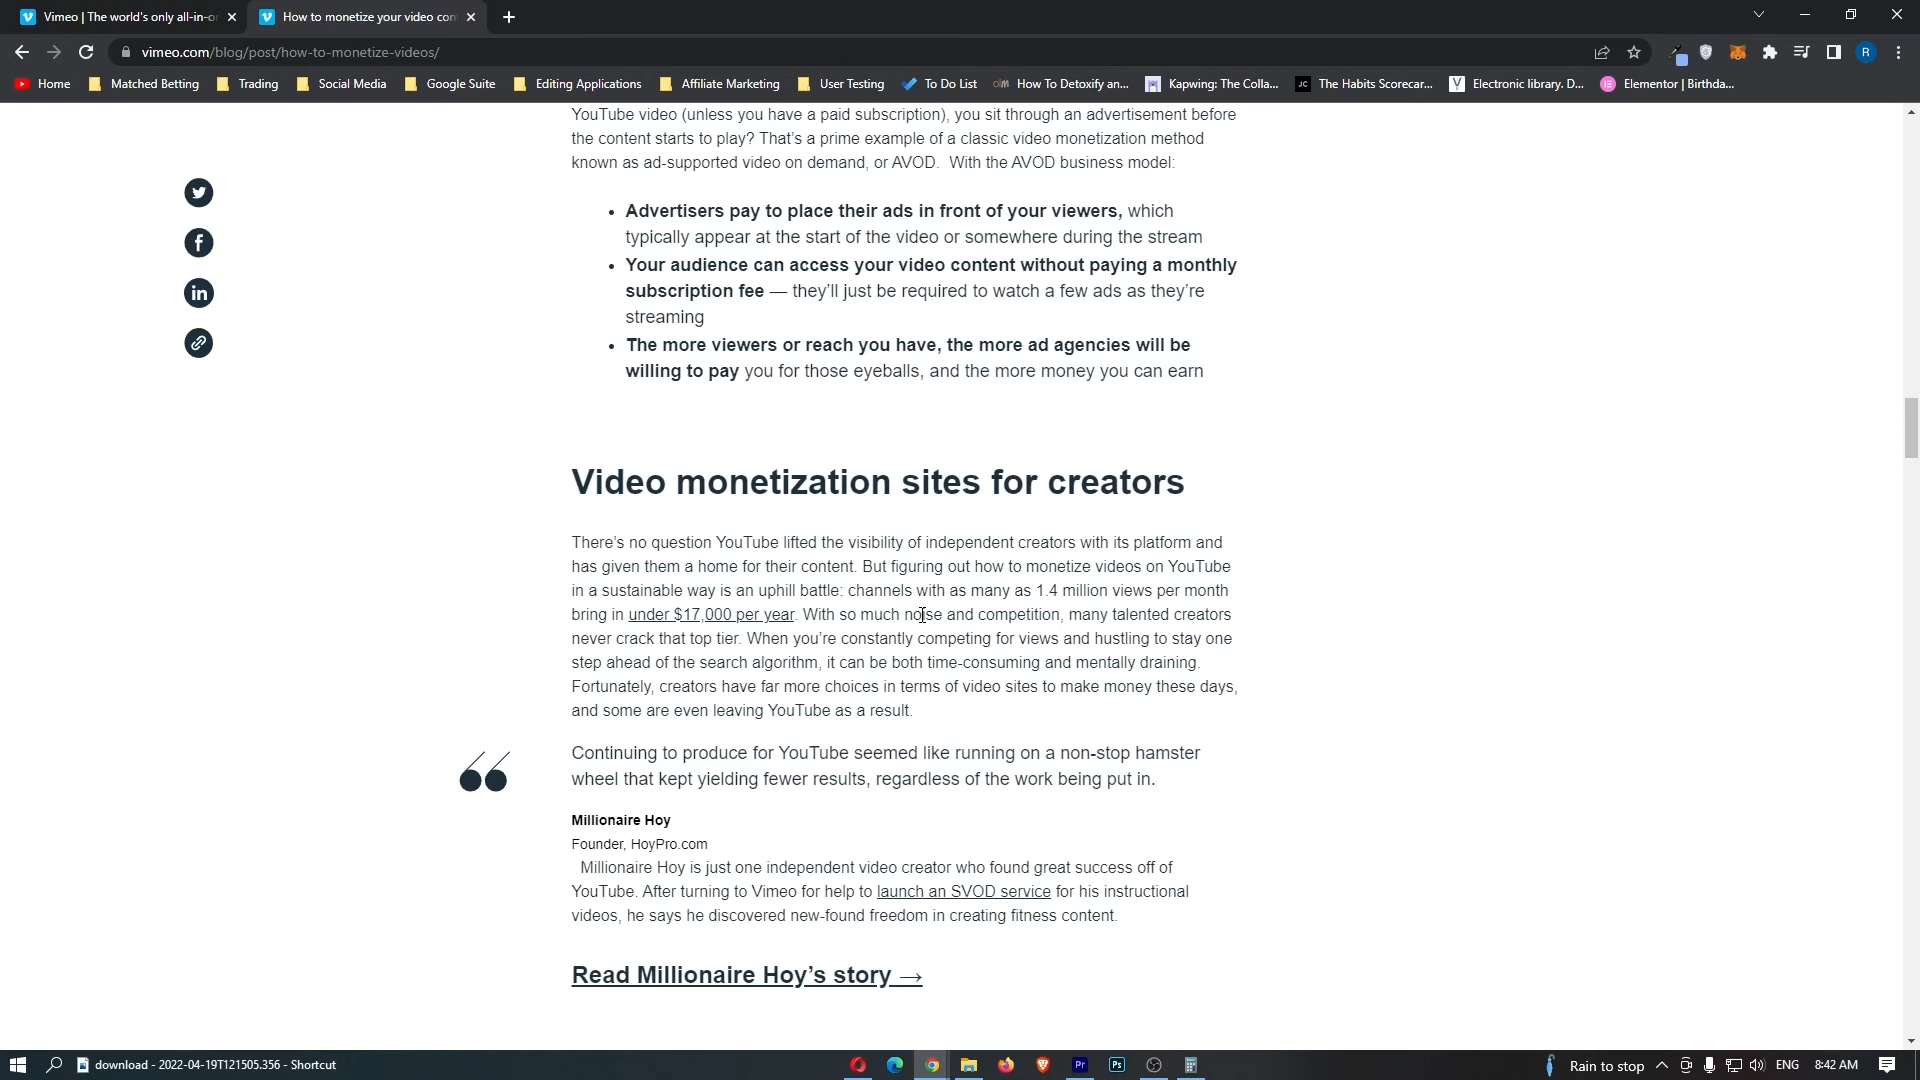 Vimeo | The world's only all-in-o
How to monetize your video con
vimeo.com/blog/post/how-to-monetize-videos/
R
Home
Matched Betting
Trading
Social Media
Google Suite
Editing Applications
Affiliate Marketing
User Testing
To Do List
How To Detoxify an...
Kapwing: The Colla...
The Habits Scorecar...
Electronic library. D...
Elementor | Birthda...
YouTube video (unless you have a paid subscription), you sit through an advertisement before
the content starts to play? That’s a prime example of a classic video monetization method
known as ad-supported video on demand, or AVOD.  With the AVOD business model:
• Advertisers pay to place their ads in front of your viewers, which
typically appear at the start of the video or somewhere during the stream
• Your audience can access your video content without paying a monthly
subscription fee — they’ll just be required to watch a few ads as they’re
streaming
• The more viewers or reach you have, the more ad agencies will be
willing to pay you for those eyeballs, and the more money you can earn
Video monetization sites for creators
There’s no question YouTube lifted the visibility of independent creators with its platform and
has given them a home for their content. But figuring out how to monetize videos on YouTube
in a sustainable way is an uphill battle: channels with as many as 1.4 million views per month
bring in under $17,000 per year. With so much noise and competition, many talented creators
never crack that top tier. When you’re constantly competing for views and hustling to stay one
step ahead of the search algorithm, it can be both time-consuming and mentally draining.
Fortunately, creators have far more choices in terms of video sites to make money these days,
and some are even leaving YouTube as a result.
Continuing to produce for YouTube seemed like running on a non-stop hamster
wheel that kept yielding fewer results, regardless of the work being put in.
Millionaire Hoy
Founder, HoyPro.com
Millionaire Hoy is just one independent video creator who found great success off of
YouTube. After turning to Vimeo for help to launch an SVOD service for his instructional
videos, he says he discovered new-found freedom in creating fitness content.
Read Millionaire Hoy’s story →
download - 2022-04-19T121505.356 - Shortcut
Pr
Ps
Rain to stop
ENG
8:42 AM